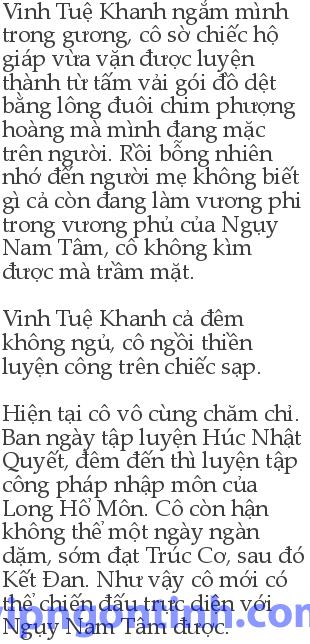 Vinh Tuệ Khanh ngắm mình
trong gương, cô sờ chiếc hộ
giáp vừa vặn được luyện
thành từ tấm vải gói đồ dệt
bằng lông đuôi chim phượng
hoàng mà mình đang mặc
trên người. Rồi bỗng nhiên
nhớ đến người mẹ không biết
gì cả còn đang làm vương phi
trong vương phủ của Ngụy
Nam Tâm, cô không kìm
được mà trầm mặt.
Vinh Tuệ Khanh cả đêm
không ngủ, cô ngồi thiền
luyện công trên chiếc sạp.
Hiện tại cô vô cùng chăm chỉ.
Ban ngày tập luyện Húc Nhật
Quyết, đêm đến thì luyện tập
công pháp nhập môn của
Long Hổ Môn. Cô còn hận
không thể một ngày ngàn
dặm, sớm đạt Trúc Cơ, sau đó
Kết Đan. Như vậy cô mới có
thể chiến đấu trực diện với
Ngụy Nam Tâm được.
vipngontinh.com